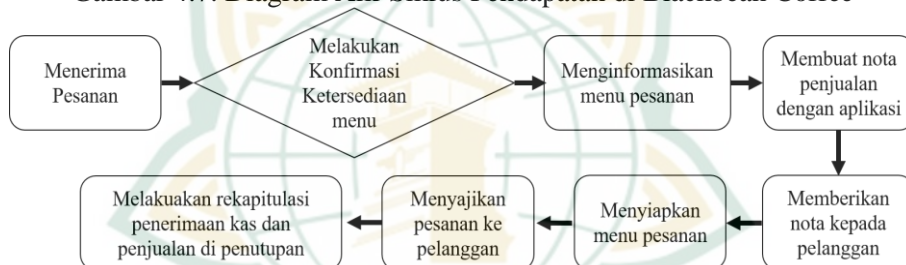 Gambar 4.7. Diagram Alir Siklus Pendapatan di Blackbean Coffee
Menerima
Pesanan
Melakukan
Konfirmasi
Ketersediaan
menu
Menginformasikan
menu pesanan
Membuat nota
penjualan
dengan aplikasi
Memberikan
nota kepada
pelanggan
Menyiapkan
menu pesanan
Menyajikan
pesanan ke
pelanggan
Melakuakan rekapitulasi
penerimaan kas dan
penjualan di penutupan